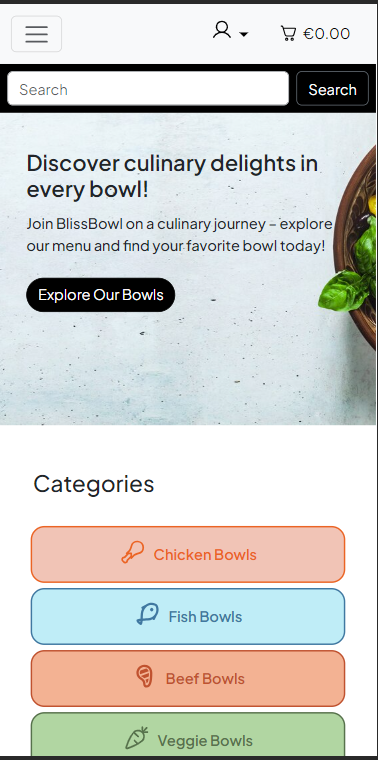 €0.00
Search
Search
Discover culinary delights in
every bowl!
Join BlissBowl on a culinary journey – explore
our menu and find your favorite bowl today!
Explore Our Bowls
Categories
Chicken Bowls
Fish Bowls
Beef Bowls
Veggie Bowls